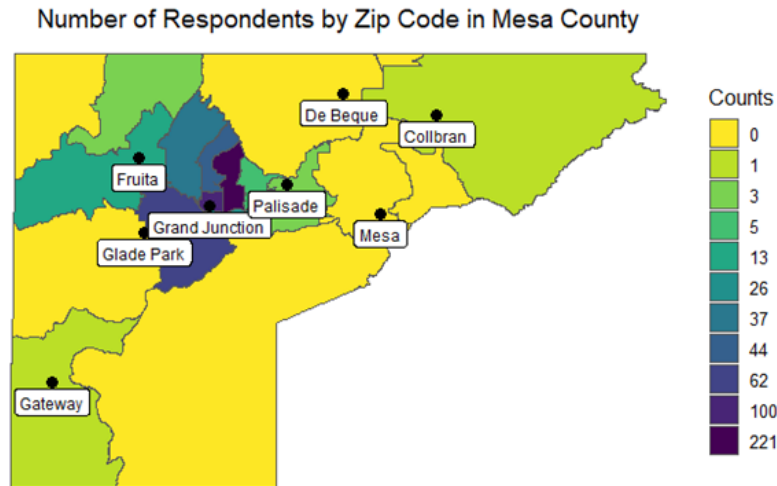 Number of Respondents by Zip Code in Mesa County
De Beque
Collbran
Fruita
Palisade
Grand Junction
Mesa
Glade Park
Gateway
Counts
0
1
3
5
13
26
37
44
62
100
221